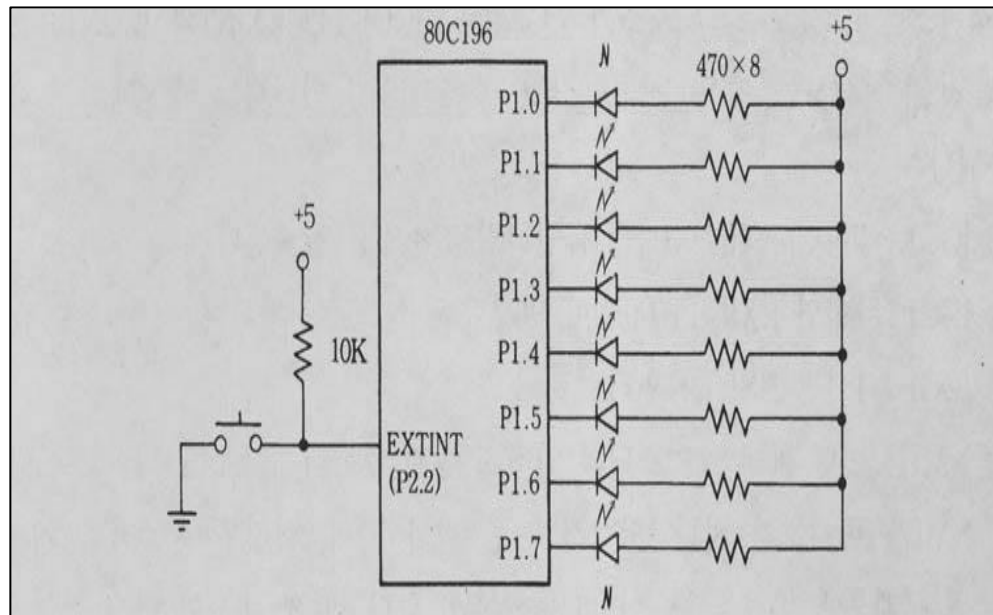 80C196
+5
470×8
P1.0
P1.1
+5
P1.2
P1.3
10K
P1.4
P1.5
EXTINT
(P2.2)
P1.6
P1.7